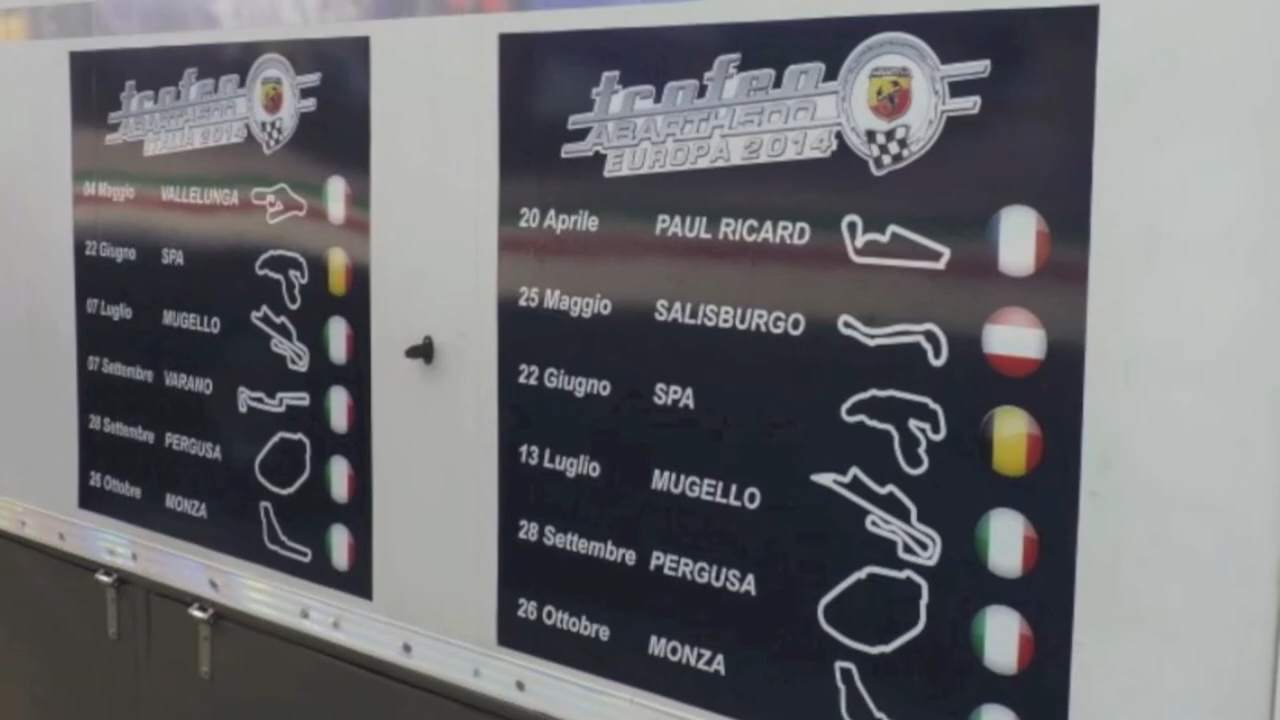 trofeo
ABARTH 500
ITALIA 2014
04 Maggio VALLELUNGA
22 Giugno SPA
07 Luglio MUGELLO
07 Settembre VARANO
28 Settembre PERGUSA
26 Ottobre MONZA
trofeo
ABARTH 500
EUROPA 2014
20 Aprile PAUL RICARD
25 Maggio SALISBURGO
22 Giugno SPA
13 Luglio MUGELLO
28 Settembre PERGUSA
26 Ottobre MONZA